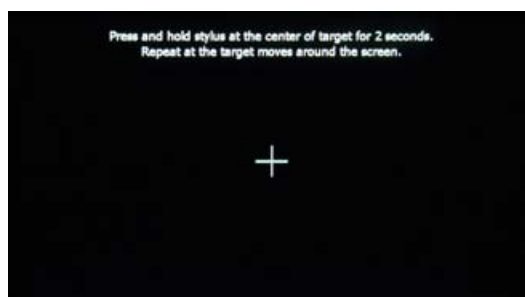 Press and hold stylus at the center of target for 2 seconds.
Repeat at the target moves around the screen.